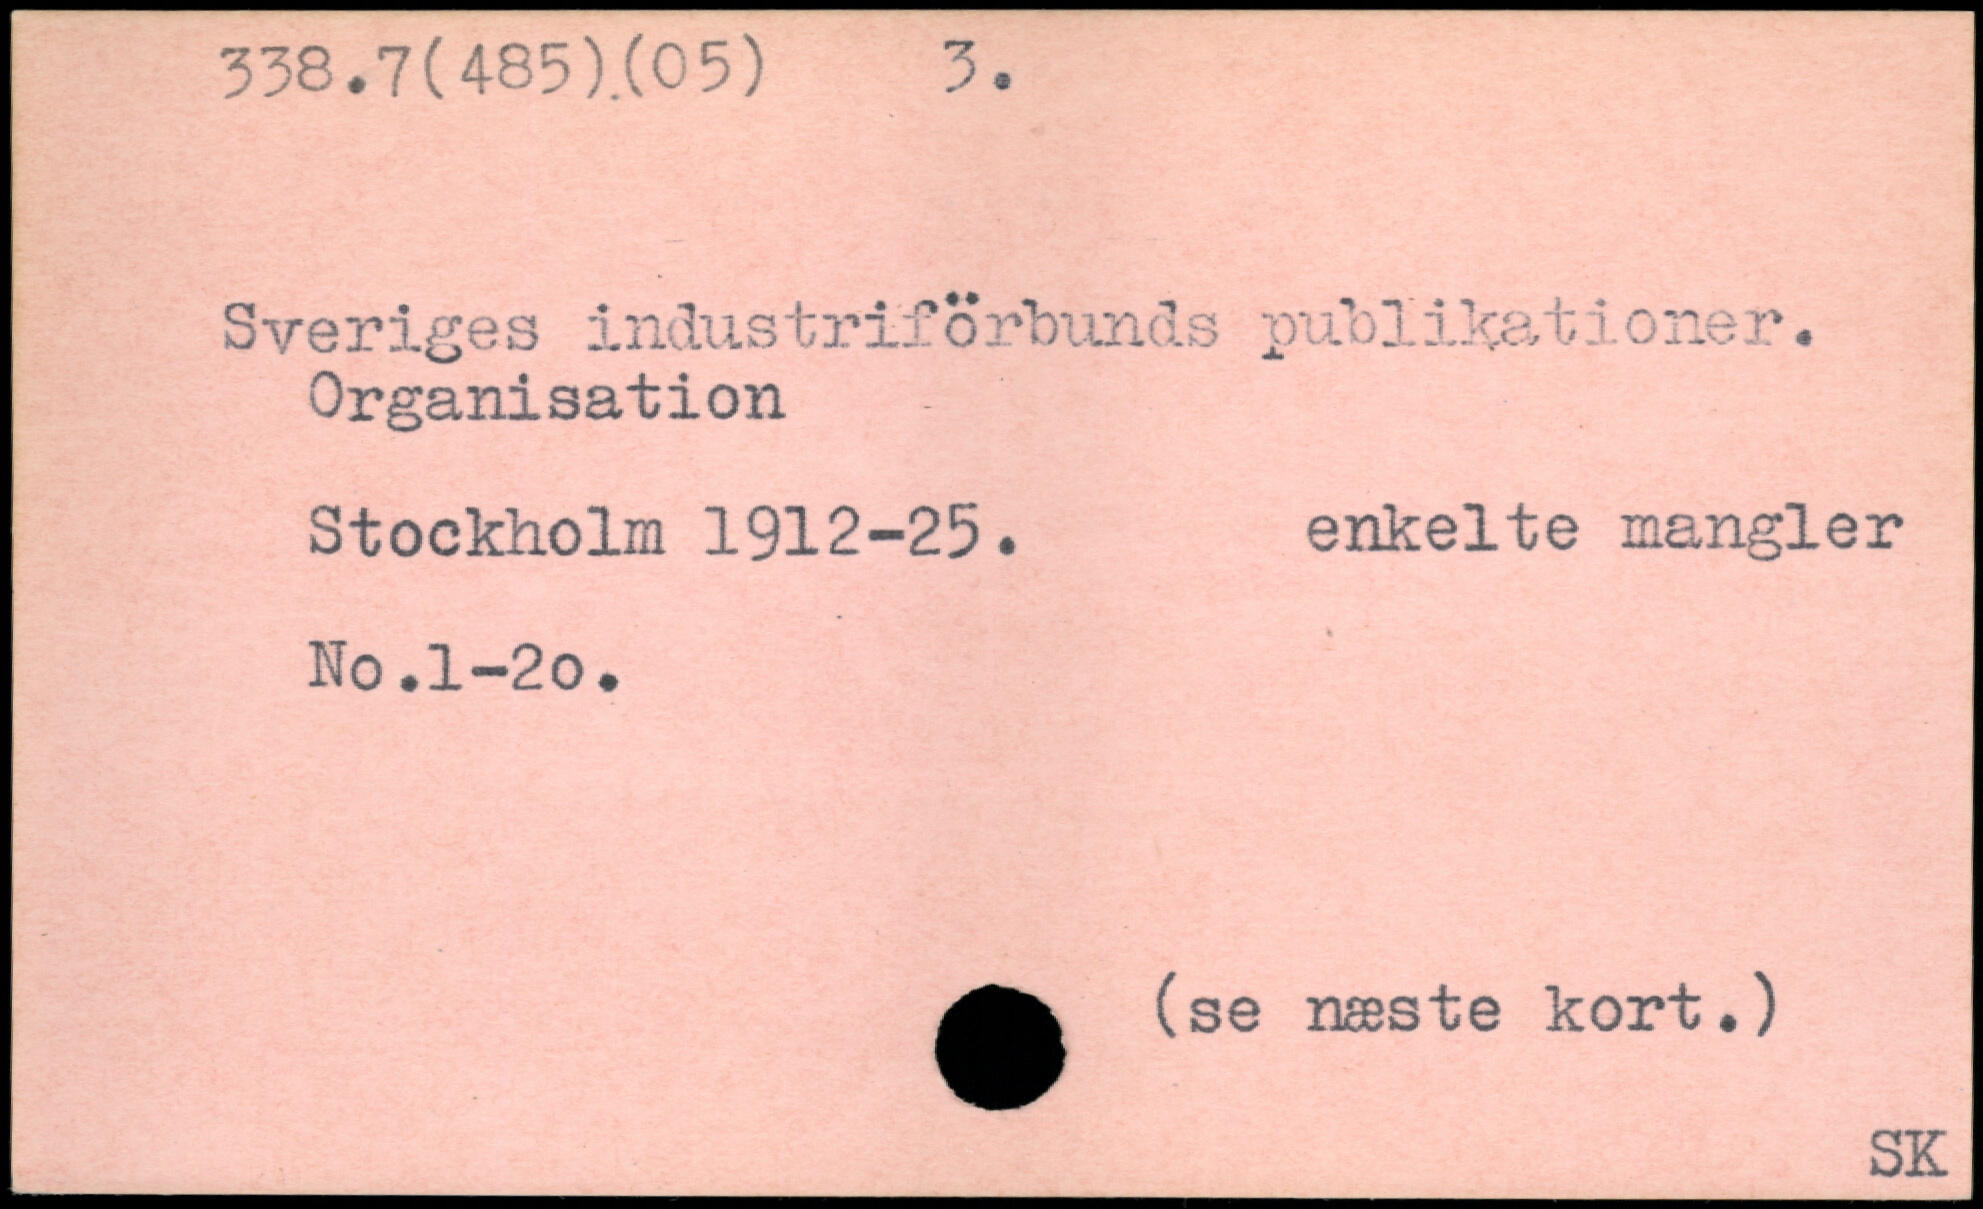 338.7(485)(05) 3.
Sveriges industriförbunds publikationer.
Organisation
Stockholm 1912-25. enkelte mangler
No.1-2o.
(se næste kort.)
SK